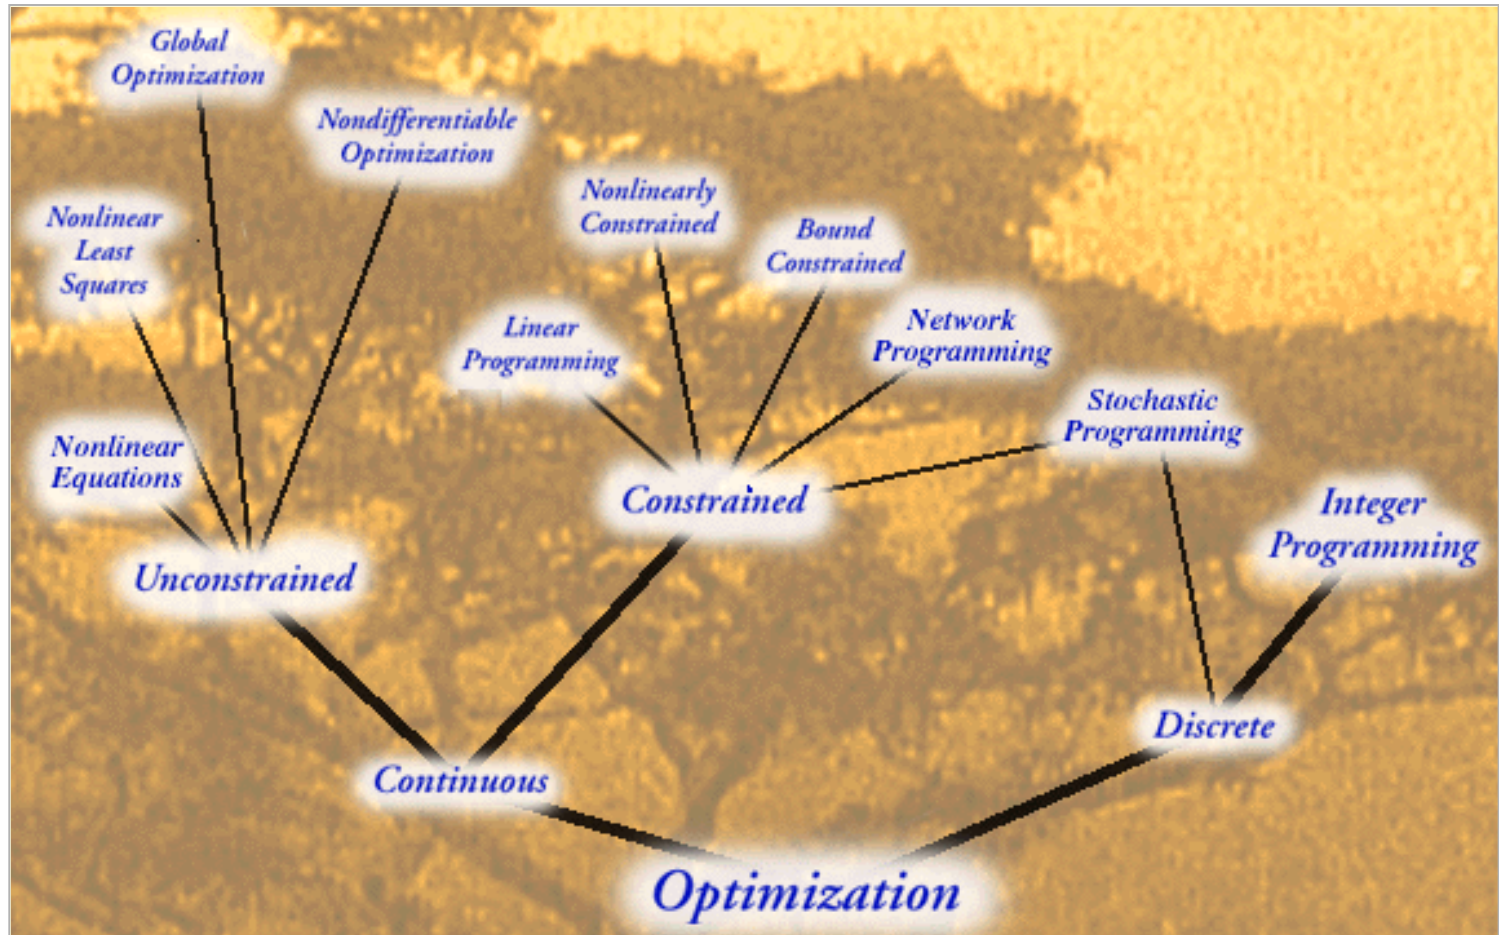 Global
Optimization
Nondifferentiable
Optimization
Nonlinear
Least
Squares
Nonlinearly
Constrained
Bound
Constrained
Linear
Programming
Network
Programming
Stochastic
Programming
Nonlinear
Equations
Constrained
Integer
Programming
Unconstrained
Discrete
Continuous
Optimization